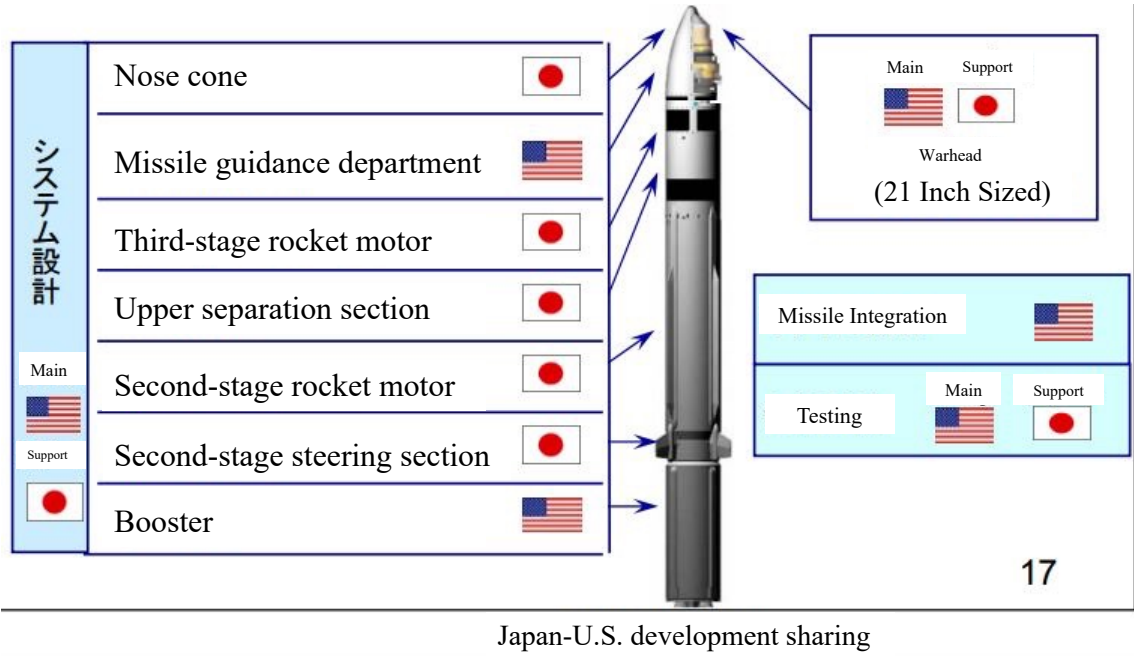 システム設計
Main
Support
Nose cone
Missile guidance department
Third-stage rocket motor
Upper separation section
Second-stage rocket motor
Second-stage steering section
Booster
Main Support
Warhead
(21 Inch Sized)
Missile Integration
Testing
Main Support
17
Japan-U.S. development sharing